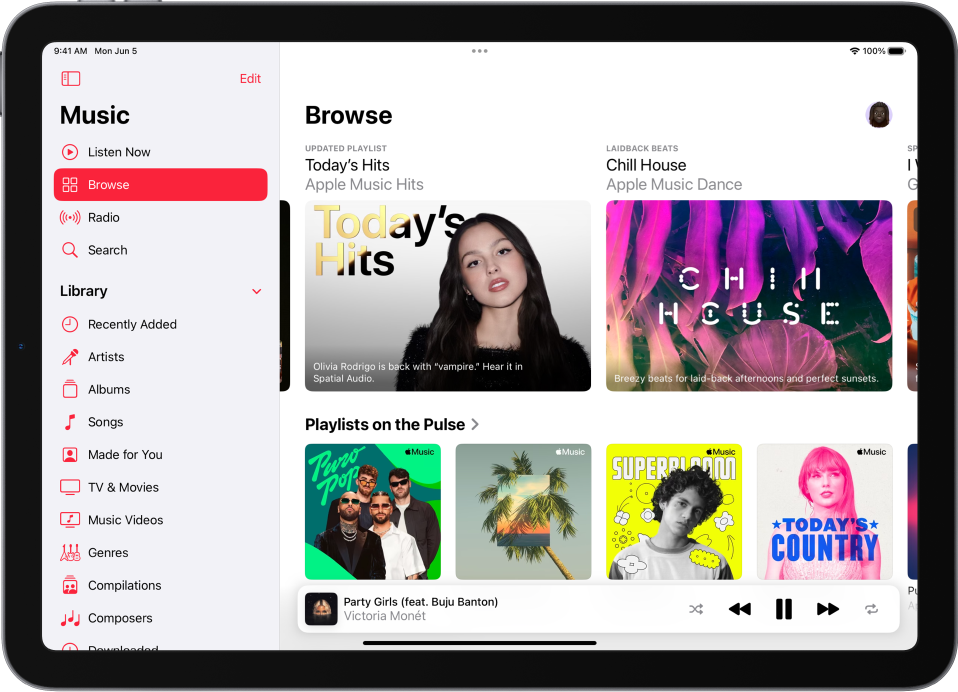 9:41 AM Mon Jun 5
100%
Edit
Music
Listen Now
Browse
Radio
Search
Library
Recently Added
Artists
Albums
Songs
Made for You
TV & Movies
Music Videos
Genres
Compilations
Composers
Downloaded
Browse
UPDATED PLAYLIST
Today’s Hits
Apple Music Hits
Today’s
Hits
Olivia Rodrigo is back with “vampire.” Hear it in
Spatial Audio.
LAIDBACK BEATS
Chill House
Apple Music Dance
CHILL
HOUSE
Breezy beats for laid-back afternoons and perfect sunsets.
Playlists on the Pulse
Music
Puro
Pop
Music
Music
SUPERBLOOM
Music
TODAY’S
COUNTRY
Party Girls (feat. Buju Banton)
Victoria Monét